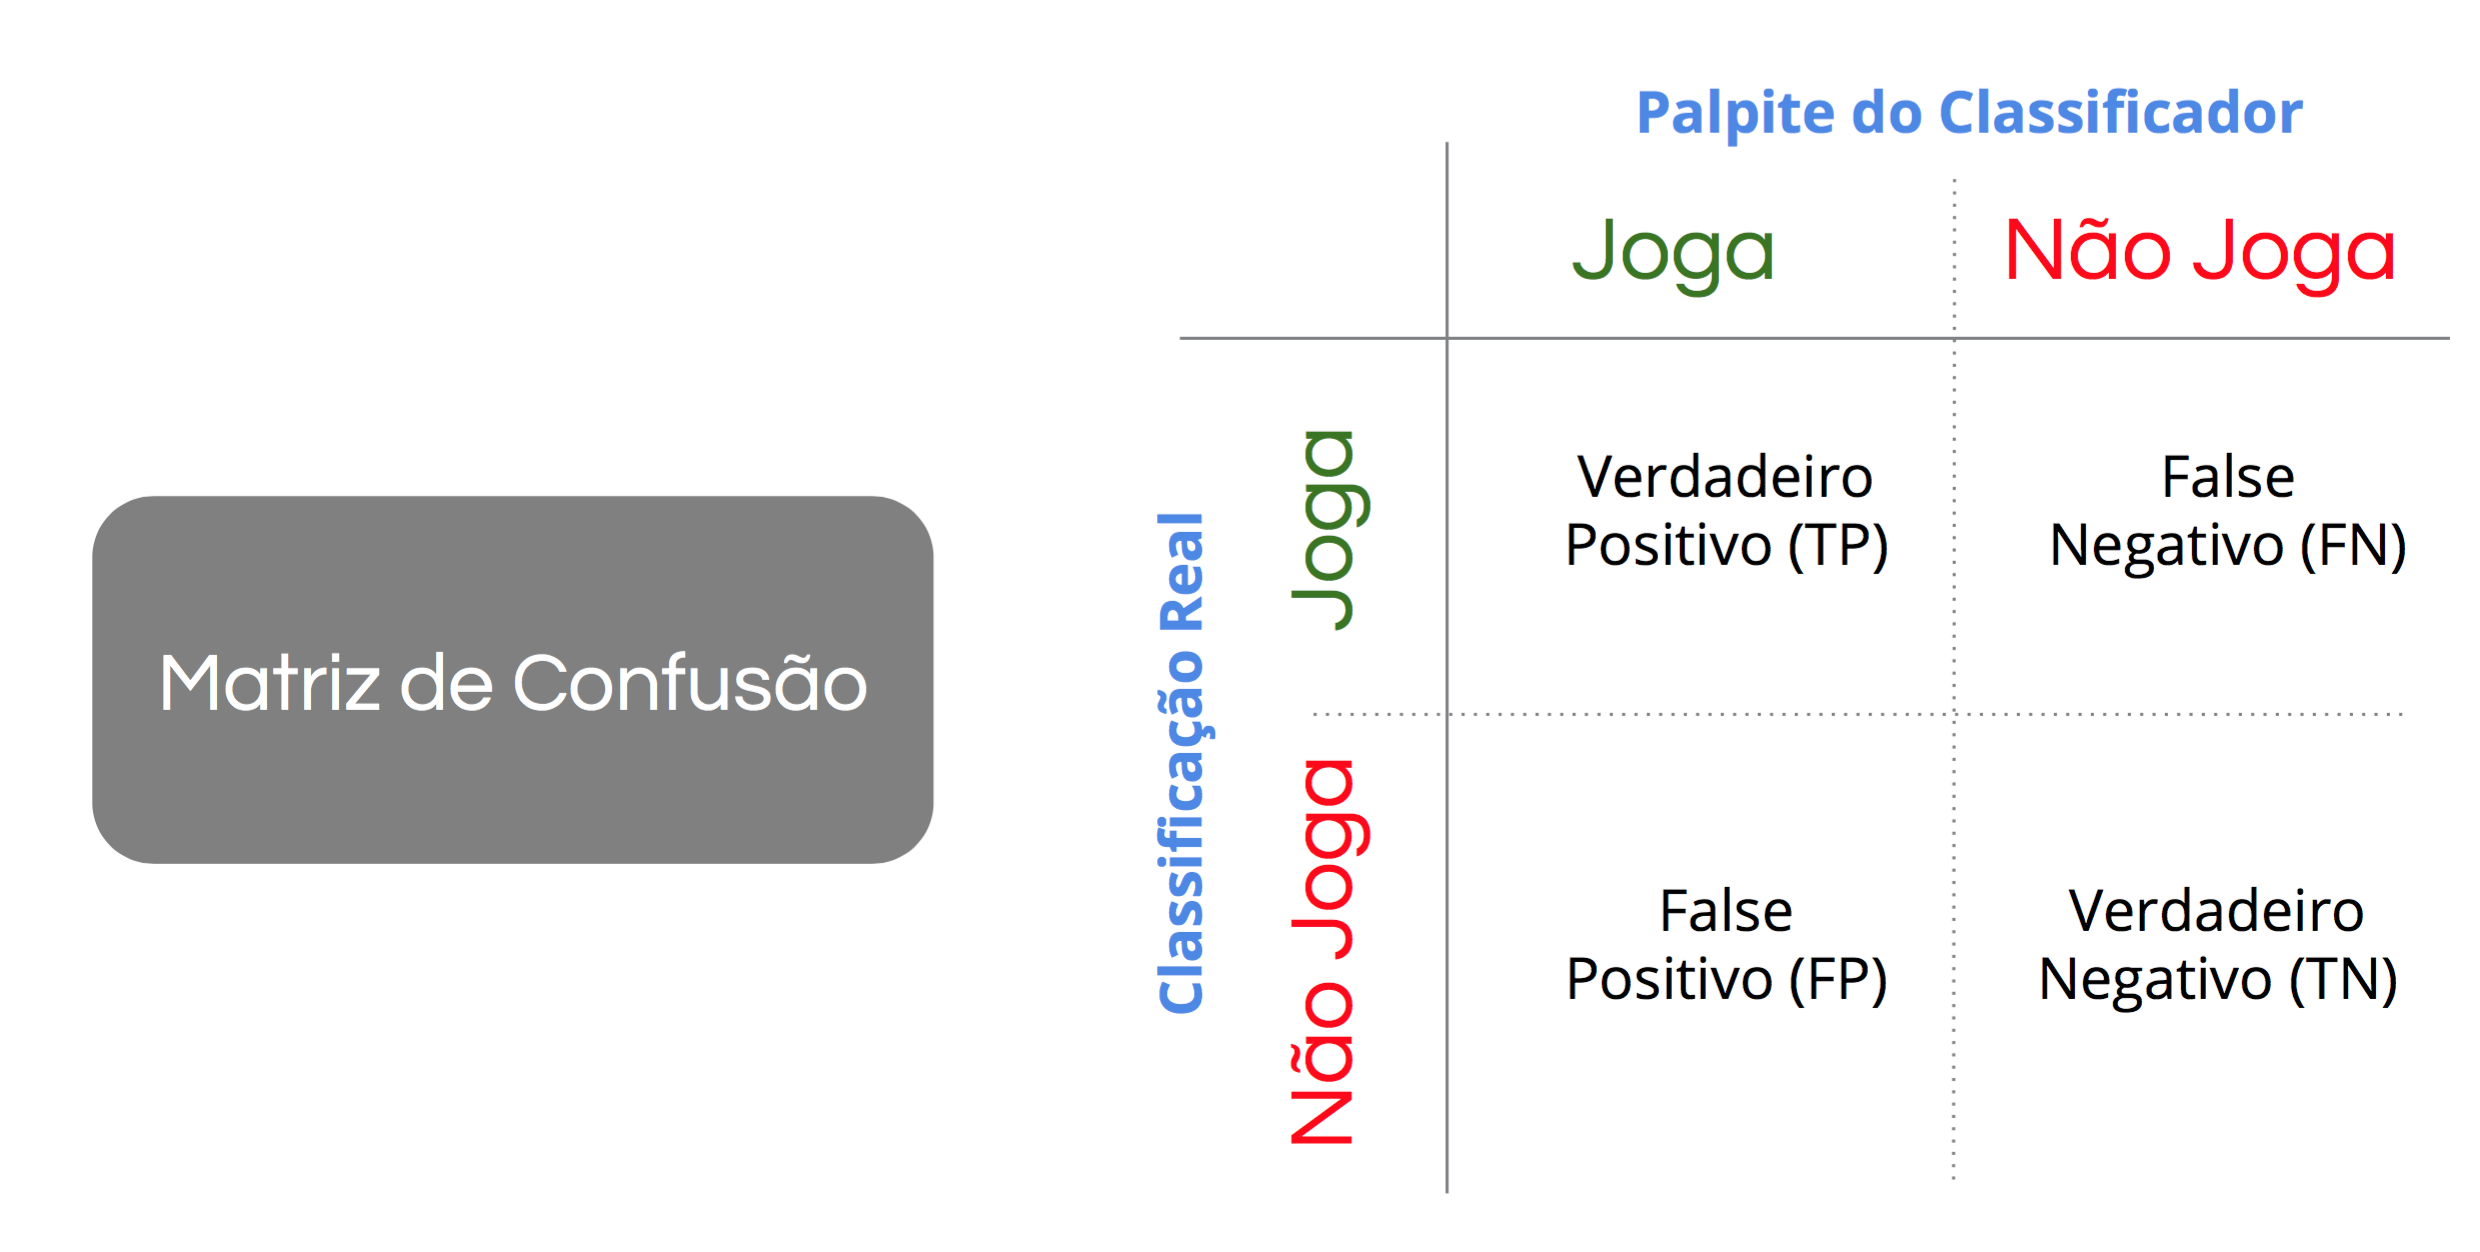 Matriz de Confusão
Palpite do Classificador
Joga
Não Joga
Classificação Real
Joga
Verdadeiro
Positivo (TP)
False
Negativo (FN)
Não Joga
False
Positivo (FP)
Verdadeiro
Negativo (TN)